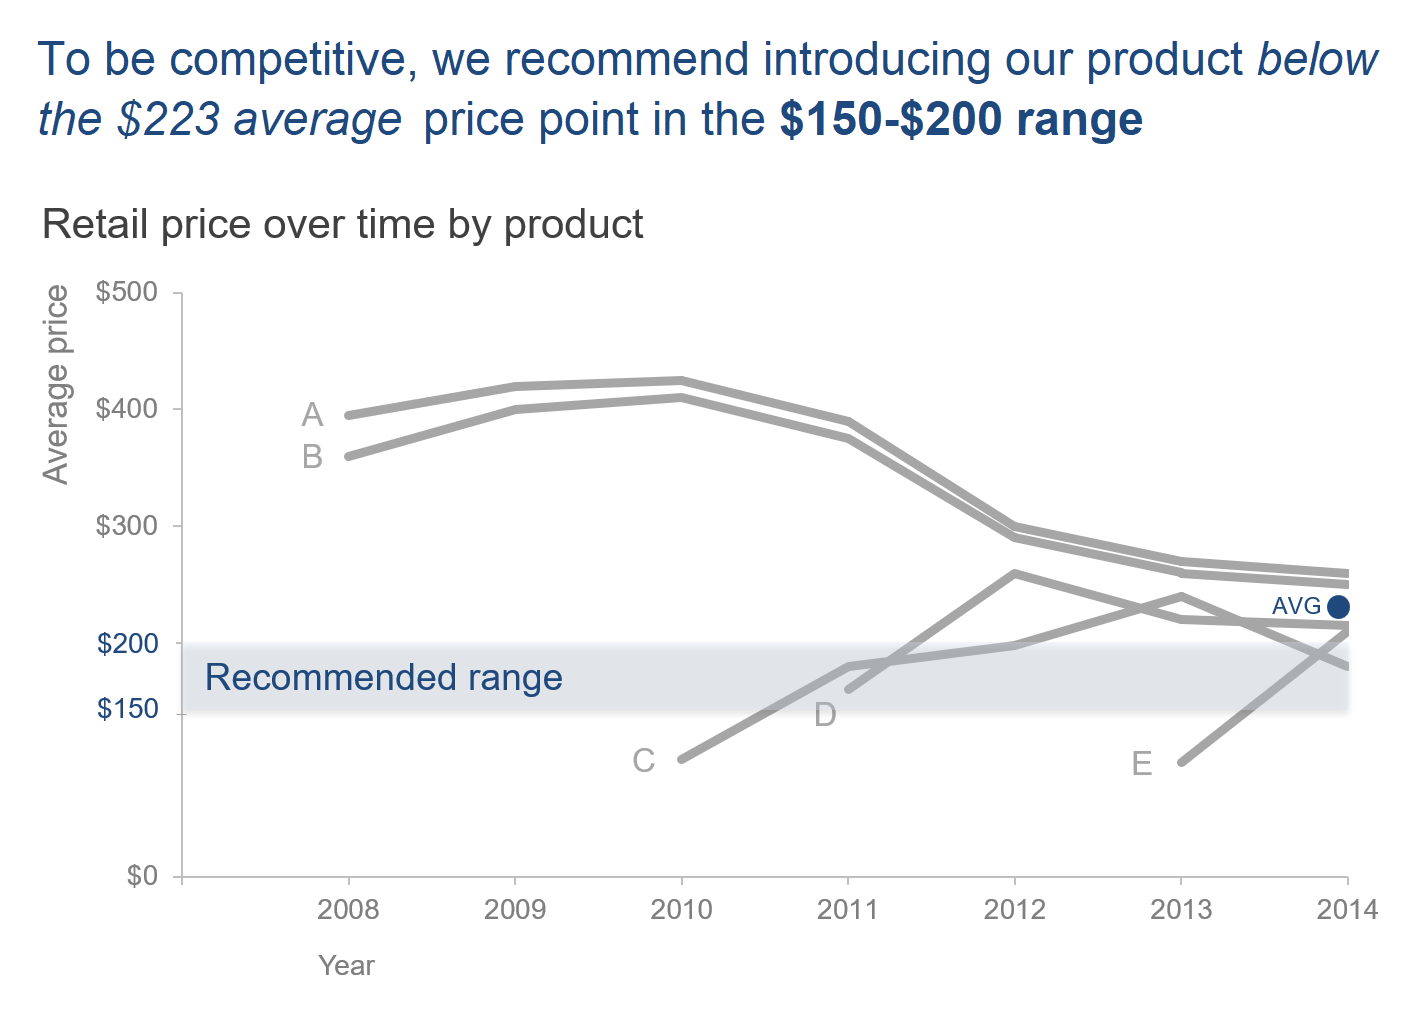 To be competitive, we recommend introducing our product below
the $223 average price point in the $150-$200 range
Retail price over time by product
Average price
$500
$400
$300
$200
$150
$0
A
B
C
D
E
AVG
Recommended range
2008 2009 2010 2011 2012 2013 2014
Year